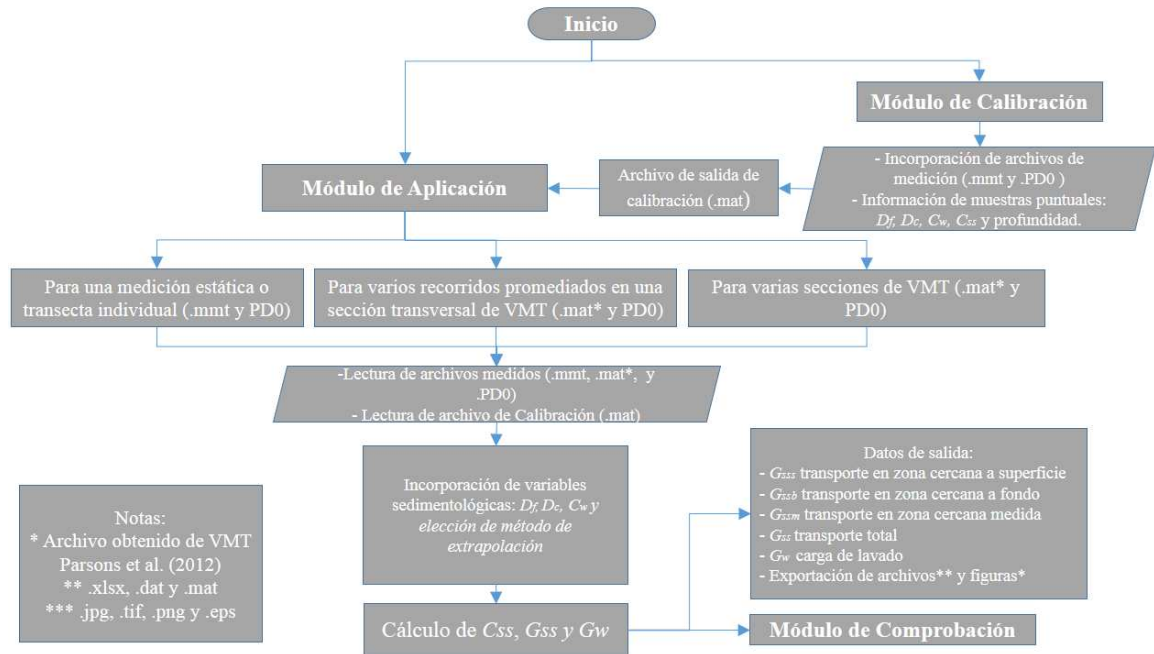 Inicio
Módulo de Calibración
- Incorporación de archivos de
medición (.mmt y .PD0 )
- Información de muestras puntuales:
Df, Dc, Cw, Css y profundidad.
Archivo de salida de
calibración (.mat)
Módulo de Aplicación
Para una medición estática o
transecta individual (.mmt y PD0)
Para varios recorridos promediados en una
sección transversal de VMT (.mat* y PD0)
Para varias secciones de VMT (.mat* y
PD0)
-Lectura de archivos medidos (.mmt, .mat*, y
.PD0)
- Lectura de archivo de Calibración (.mat)
Incorporación de variables
sedimentológicas: Df, Dc, Cw y
elección de método de
extrapolación
Datos de salida:
- Gsss transporte en zona cercana a superficie
- Gssb transporte en zona cercana a fondo
- Gssm transporte en zona cercana medida
- Gss transporte total
- Gw carga de lavado
- Exportación de archivos** y figuras*
Notas:
* Archivo obtenido de VMT
Parsons et al. (2012)
** .xlsx, .dat y .mat
*** .jpg, .tif, .png y .eps
Cálculo de Css, Gss y Gw
Módulo de Comprobación